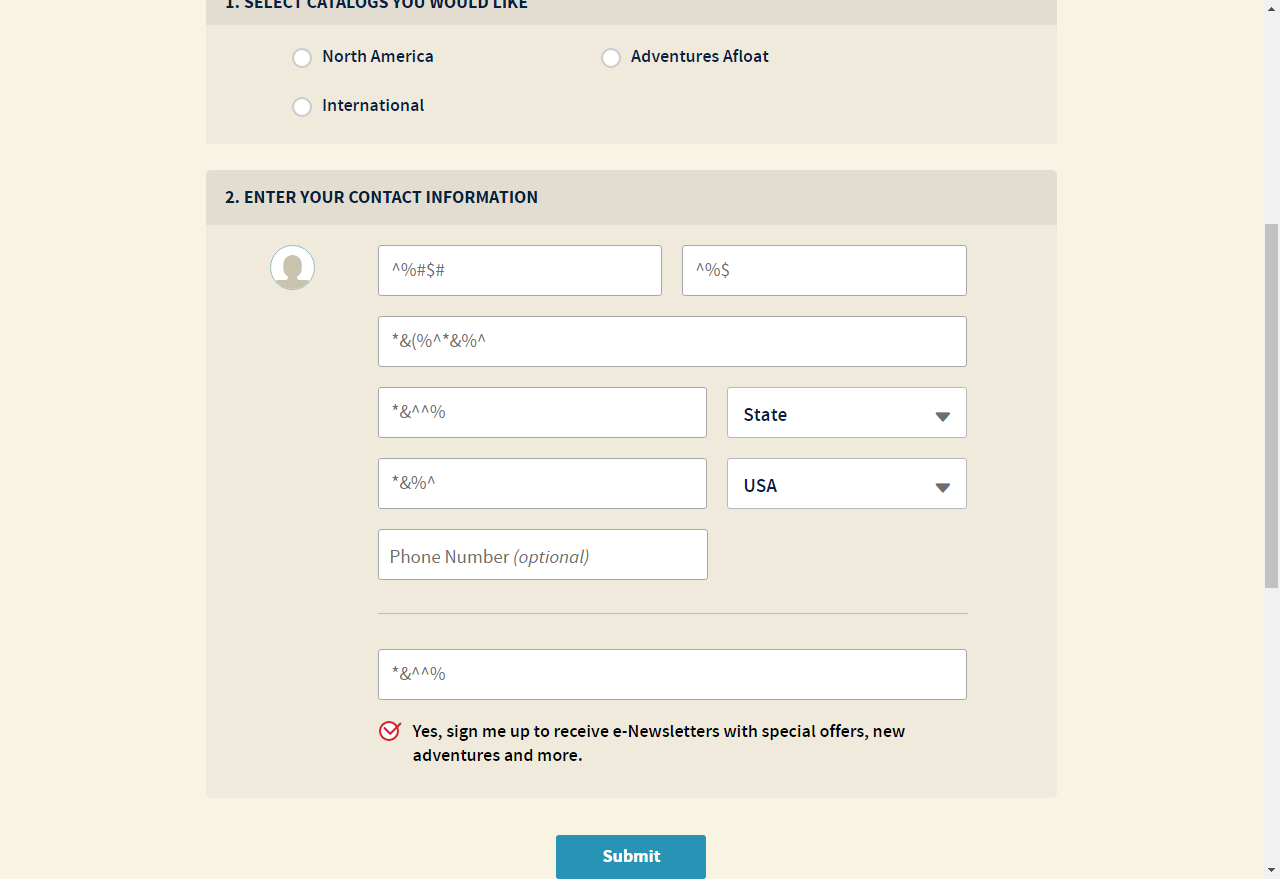 1. SELECT CATALOGS YOU WOULD LIKE
North America
Adventures Afloat
International
2. ENTER YOUR CONTACT INFORMATION
^%#$#
^%$
*&(%^*&%^
*&^^%
State
*&%^
USA
Phone Number (optional)
*&^^%
Yes, sign me up to receive e-Newsletters with special offers, new
adventures and more.
Submit